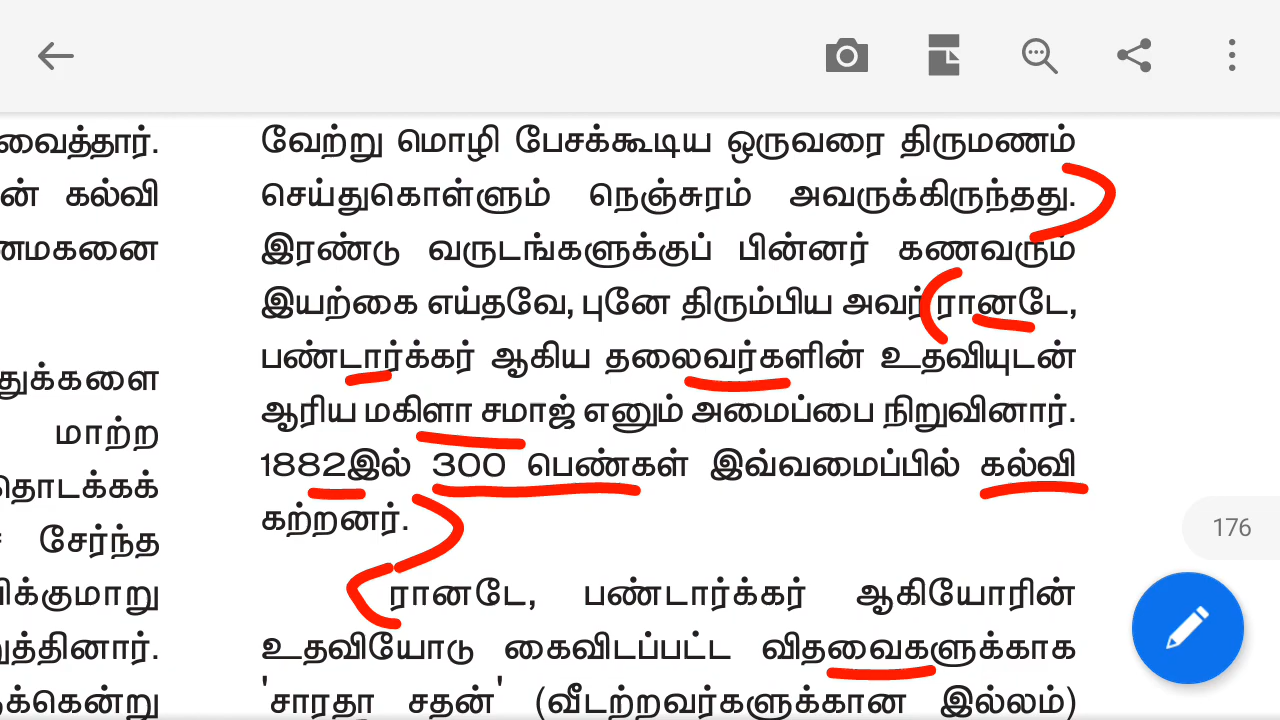 வைத்தார்.
கல்வி
மாற்ற
தொடக்கக்
சேர்ந்த
வேற்று மொழி பேசக்கூடிய ஒருவரை திருமணம்
செய்துகொள்ளும் நெஞ்சுரம் அவருக்கிருந்தது.
இரண்டு வருடங்களுக்குப் பின்னர் கணவரும்
இயற்கை எய்தவே, புனே திரும்பிய அவர் ரானடே,
பண்டார்க்கர் ஆகிய தலைவர்களின் உதவியுடன்
ஆரிய மகிளா சமாஜ் எனும் அமைப்பை நிறுவினார்.
1882இல் 300 பெண்கள் இவ்வமைப்பில் கல்வி
கற்றனர்.
ரானடே, பண்டார்க்கர் ஆகியோரின்
உதவியோடு கைவிடப்பட்ட விதவைகளுக்காக
'சாரதா சதன்' (வீடற்றவர்களுக்கான இல்லம்)
176